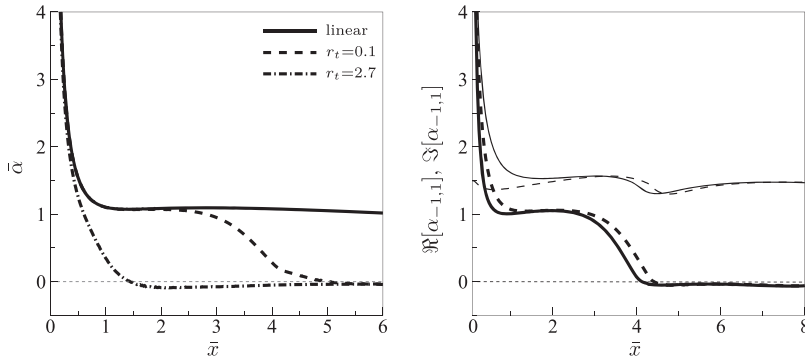 4
3
2
1
0
ᾱ
0 1 2 3 4 5 6
x̄
linear
r_t=0.1
r_t=2.7
4
3
2
1
0
ℜ[α_{−1,1}], ℑ[α_{−1,1}]
0 2 4 6 8
x̄